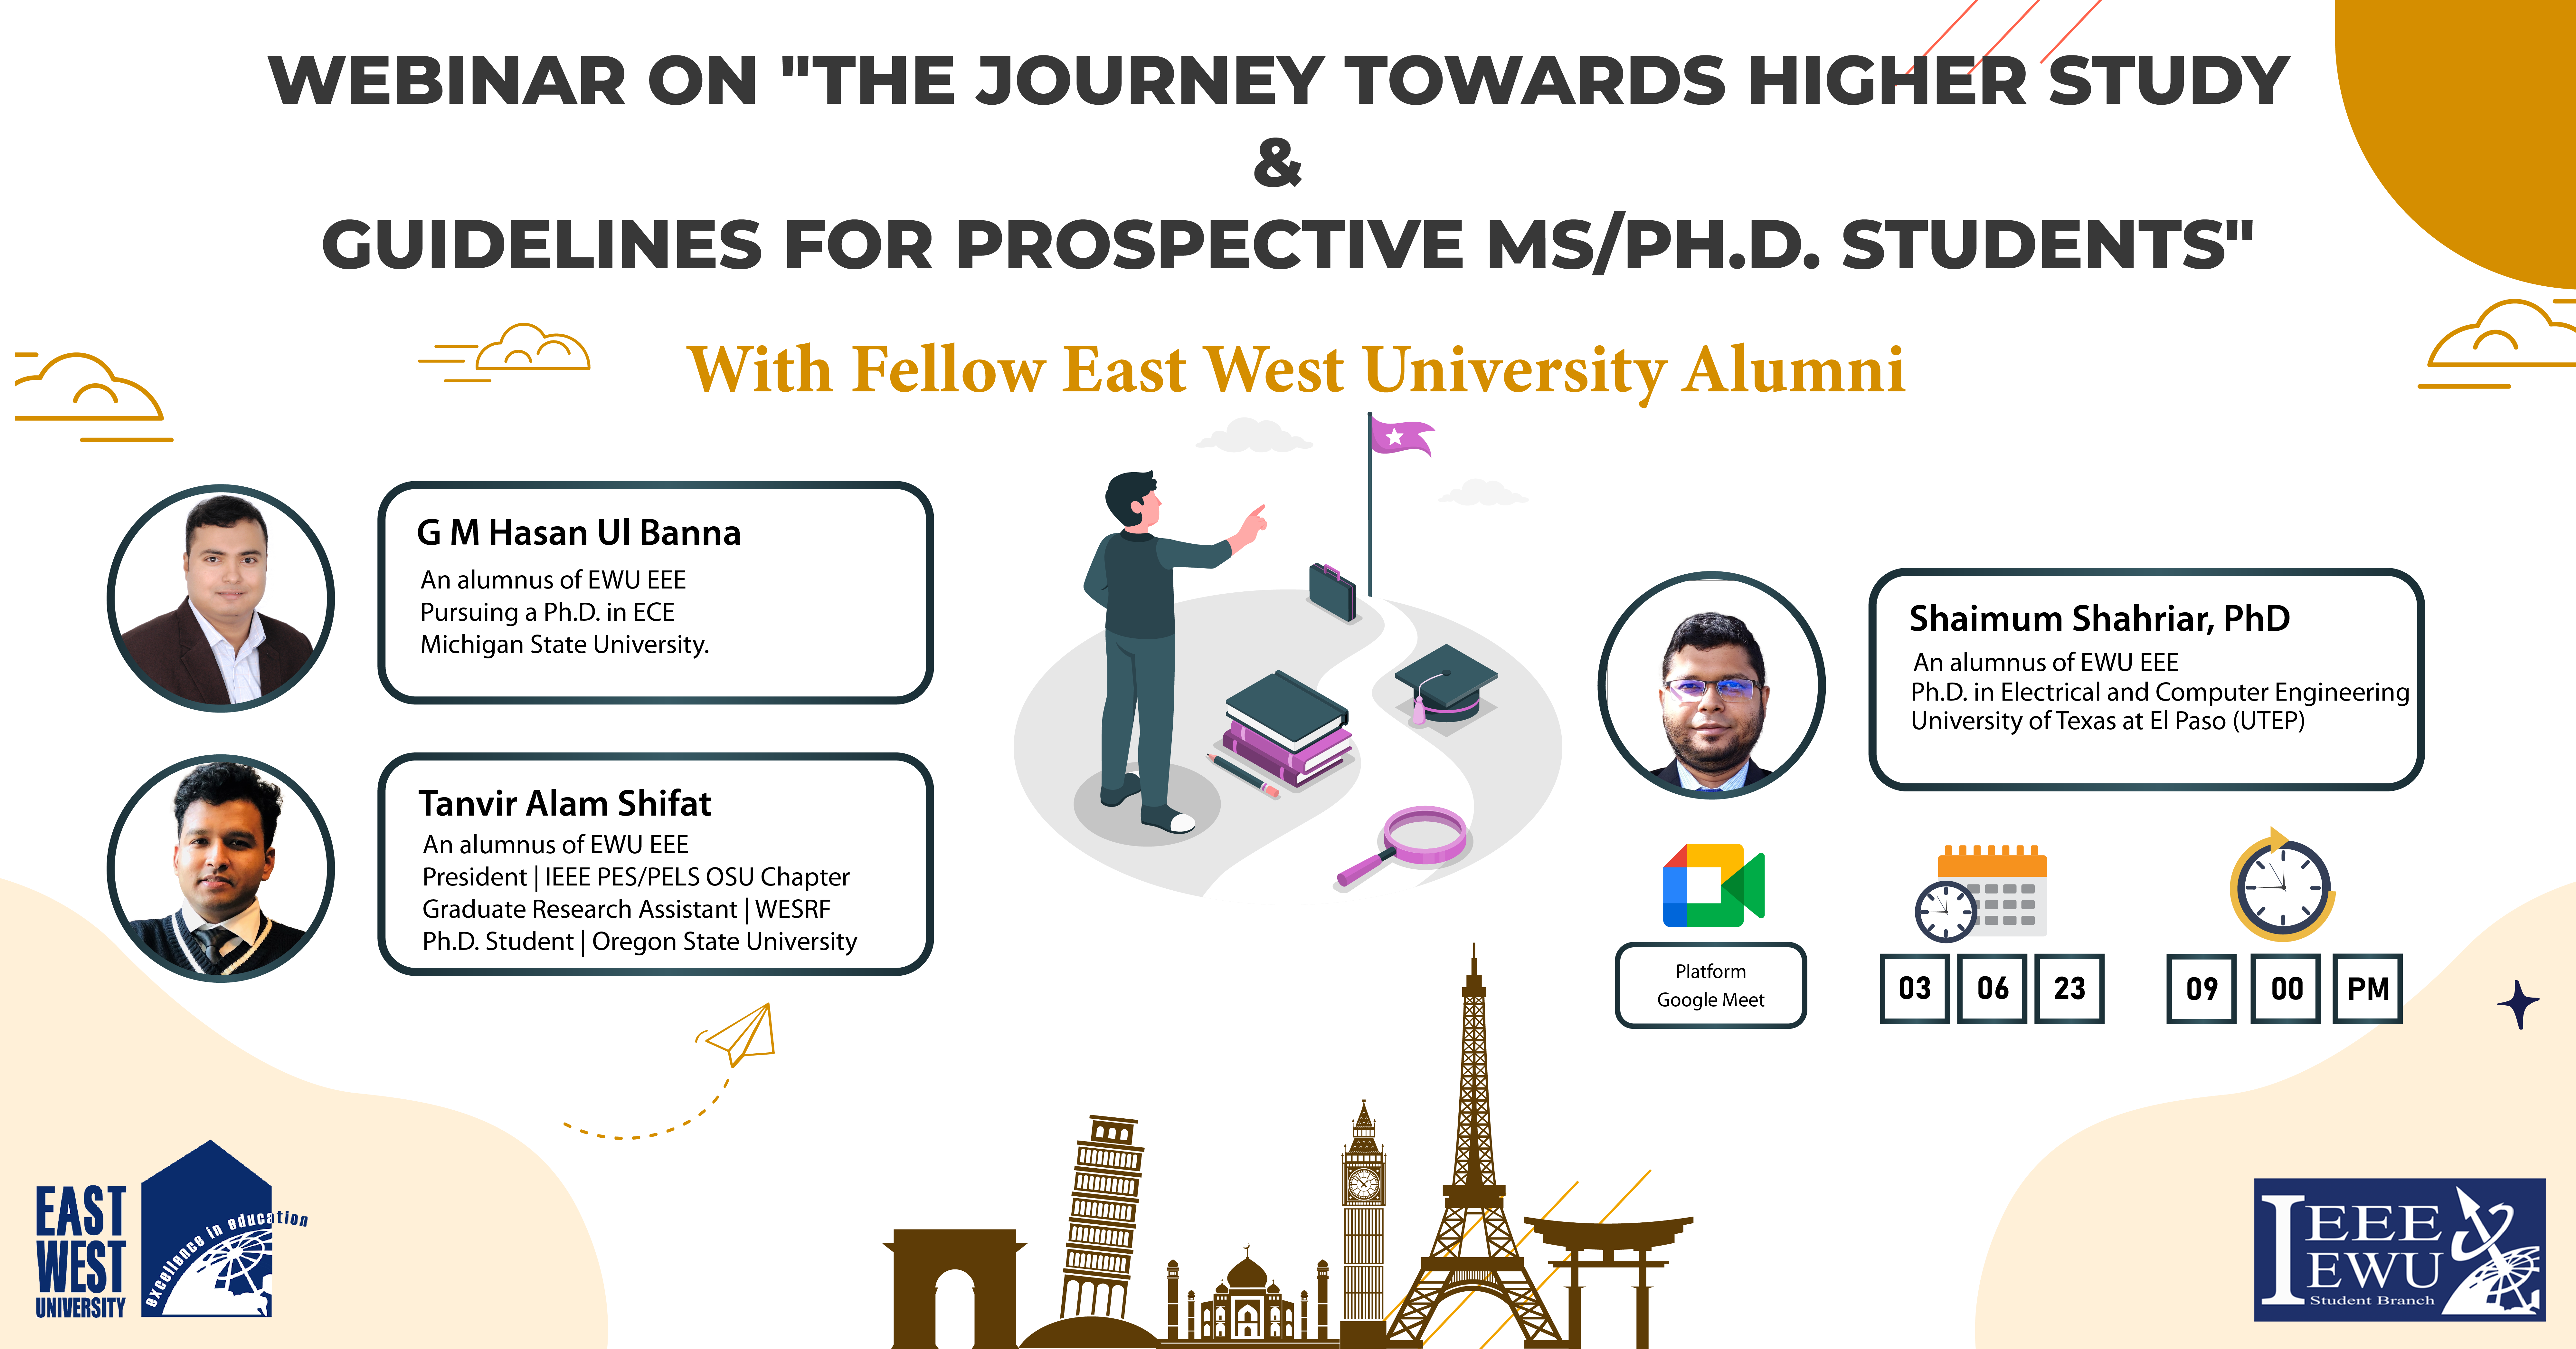 WEBINAR ON "THE JOURNEY TOWARDS HIGHER STUDY
&
GUIDELINES FOR PROSPECTIVE MS/PH.D. STUDENTS"
With Fellow East West University Alumni
G M Hasan Ul Banna
An alumnus of EWU EEE
Pursuing a Ph.D. in ECE
Michigan State University.
Tanvir Alam Shifat
An alumnus of EWU EEE
President | IEEE PES/PELS OSU Chapter
Graduate Research Assistant | WESRF
Ph.D. Student | Oregon State University
Shaimum Shahriar, PhD
An alumnus of EWU EEE
Ph.D. in Electrical and Computer Engineering
University of Texas at El Paso (UTEP)
Platform
Google Meet
03 06 23
09 00 PM
EAST
WEST
UNIVERSITY
excellence in education
IEEE
EWU
Student Branch